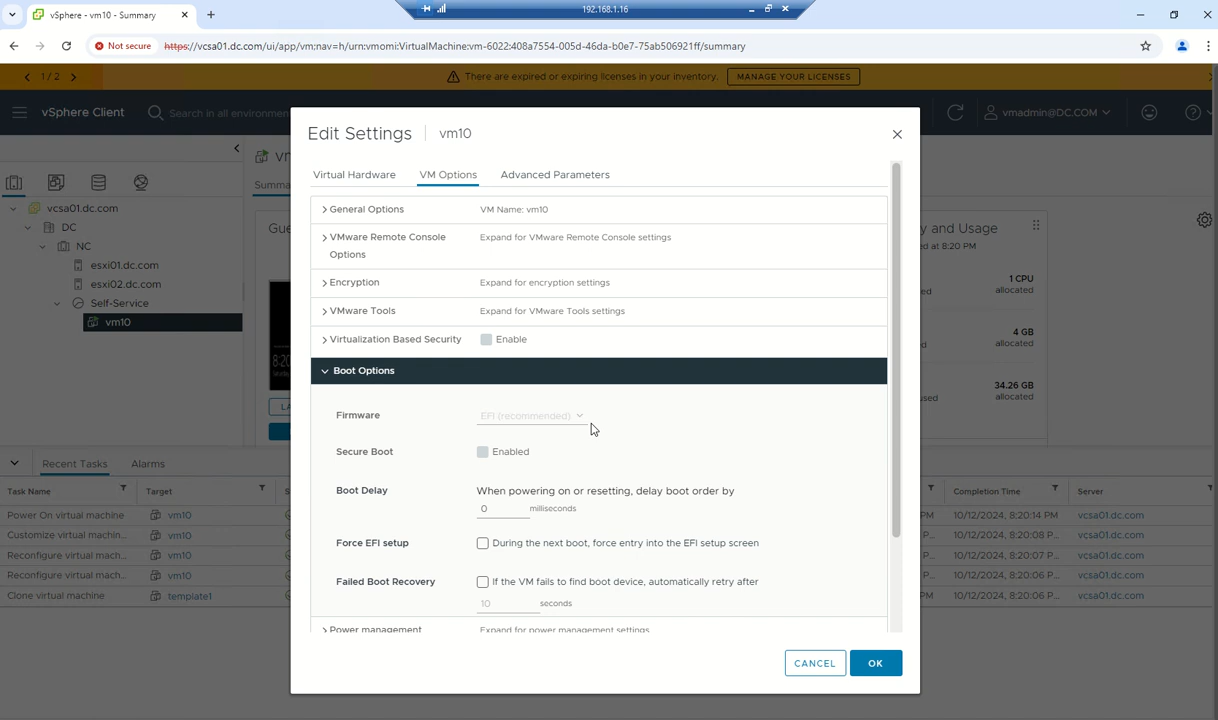 vSphere - vm10 - Summary
192.168.1.16
Not secure
https://vcsa01.dc.com/ui/app/vm:nav=h/urn:vmomi:VirtualMachine:vm-6022:408a7554-005d-46da-b0e7-75ab506921ff/summary
1 / 2
There are expired or expiring licenses in your inventory.
MANAGE YOUR LICENSES
vSphere Client
Search in all environmen
vmadmin@DC.COM
Edit Settings
vm10
Virtual Hardware
VM Options
Advanced Parameters
vcsa01.dc.com
DC
NC
esxi01.dc.com
esxi02.dc.com
Self-Service
vm10
Summa
Gue
8:20
LA
General Options
VM Name: vm10
VMware Remote Console
Options
Expand for VMware Remote Console settings
Encryption
Expand for encryption settings
VMware Tools
Expand for VMware Tools settings
Virtualization Based Security
Enable
Boot Options
Firmware
EFI (recommended)
Secure Boot
Enabled
Boot Delay
When powering on or resetting, delay boot order by
0
milliseconds
Force EFI setup
During the next boot, force entry into the EFI setup screen
Failed Boot Recovery
If the VM fails to find boot device, automatically retry after
10
seconds
Power management
Expand for power management settings
CANCEL
OK
y and Usage
ed at 8:20 PM
1 CPU
allocated
ed
4 GB
allocated
ed
34.26 GB
allocated
used
Recent Tasks
Alarms
Task Name
Target
S
Completion Time
Server
Power On virtual machine
vm10
PM
10/12/2024, 8:20:14 PM
vcsa01.dc.com
Customize virtual machin...
vm10
PM
10/12/2024, 8:20:08 P...
vcsa01.dc.com
Reconfigure virtual mach...
vm10
PM
10/12/2024, 8:20:07 P...
vcsa01.dc.com
Reconfigure virtual mach...
vm10
PM
10/12/2024, 8:20:06 P...
vcsa01.dc.com
Clone virtual machine
template1
PM
10/12/2024, 8:20:06 P...
vcsa01.dc.com